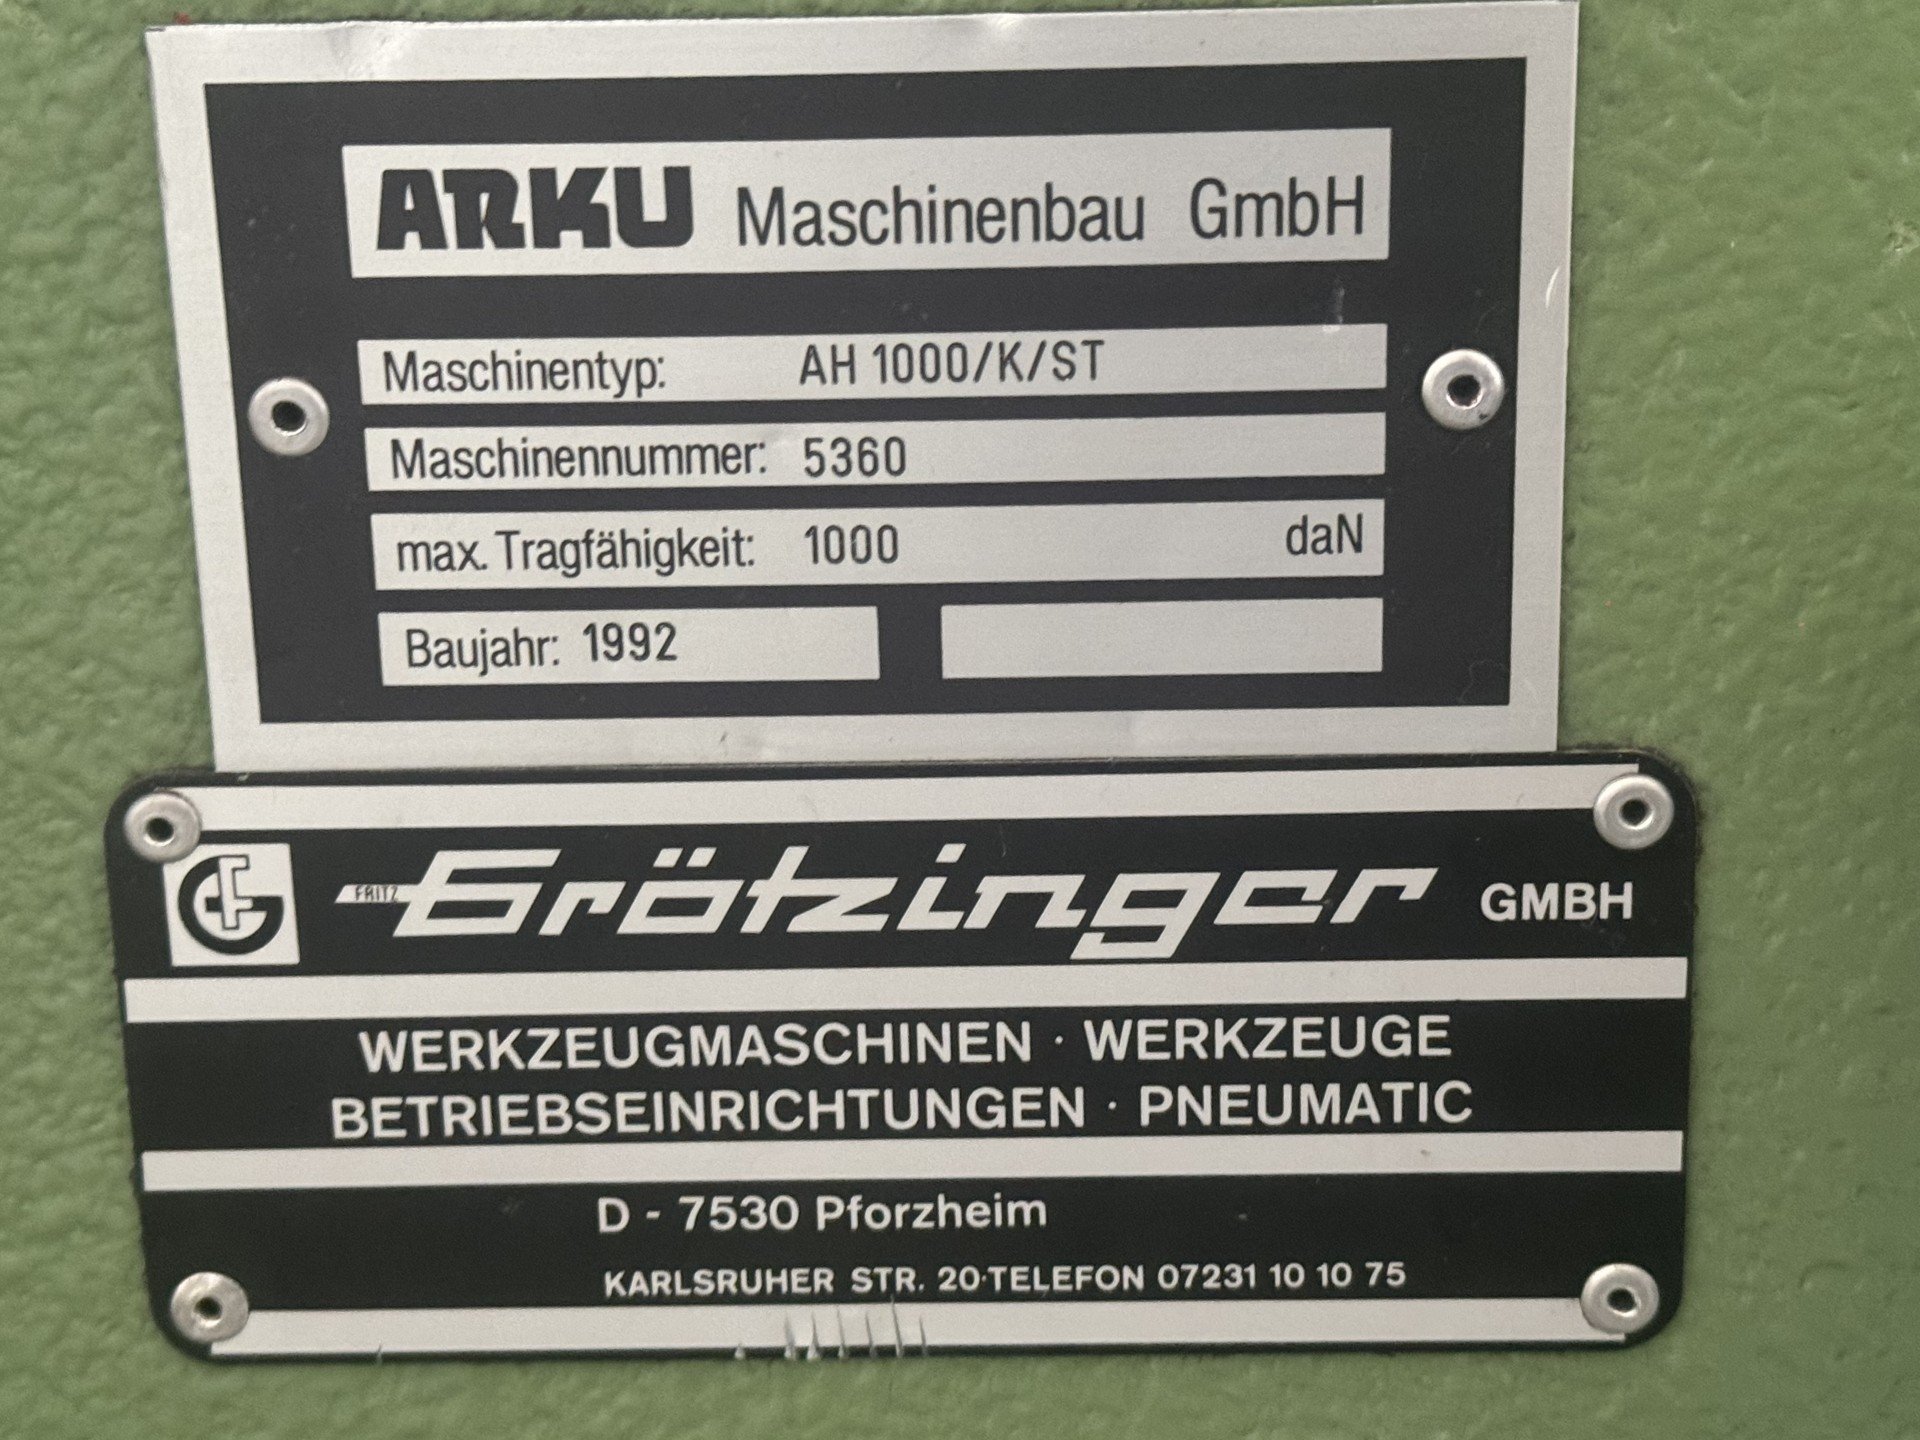 ARKU Maschinenbau GmbH
Maschinentyp: AH 1000/K/ST
Maschinennummer: 5360
max. Tragfähigkeit: 1000 daN
Baujahr: 1992
FRITZ Grötzinger GMBH
WERKZEUGMASCHINEN · WERKZEUGE
BETRIEBSEINRICHTUNGEN · PNEUMATIC
D - 7530 Pforzheim
KARLSRUHER STR. 20·TELEFON 07231 10 10 75